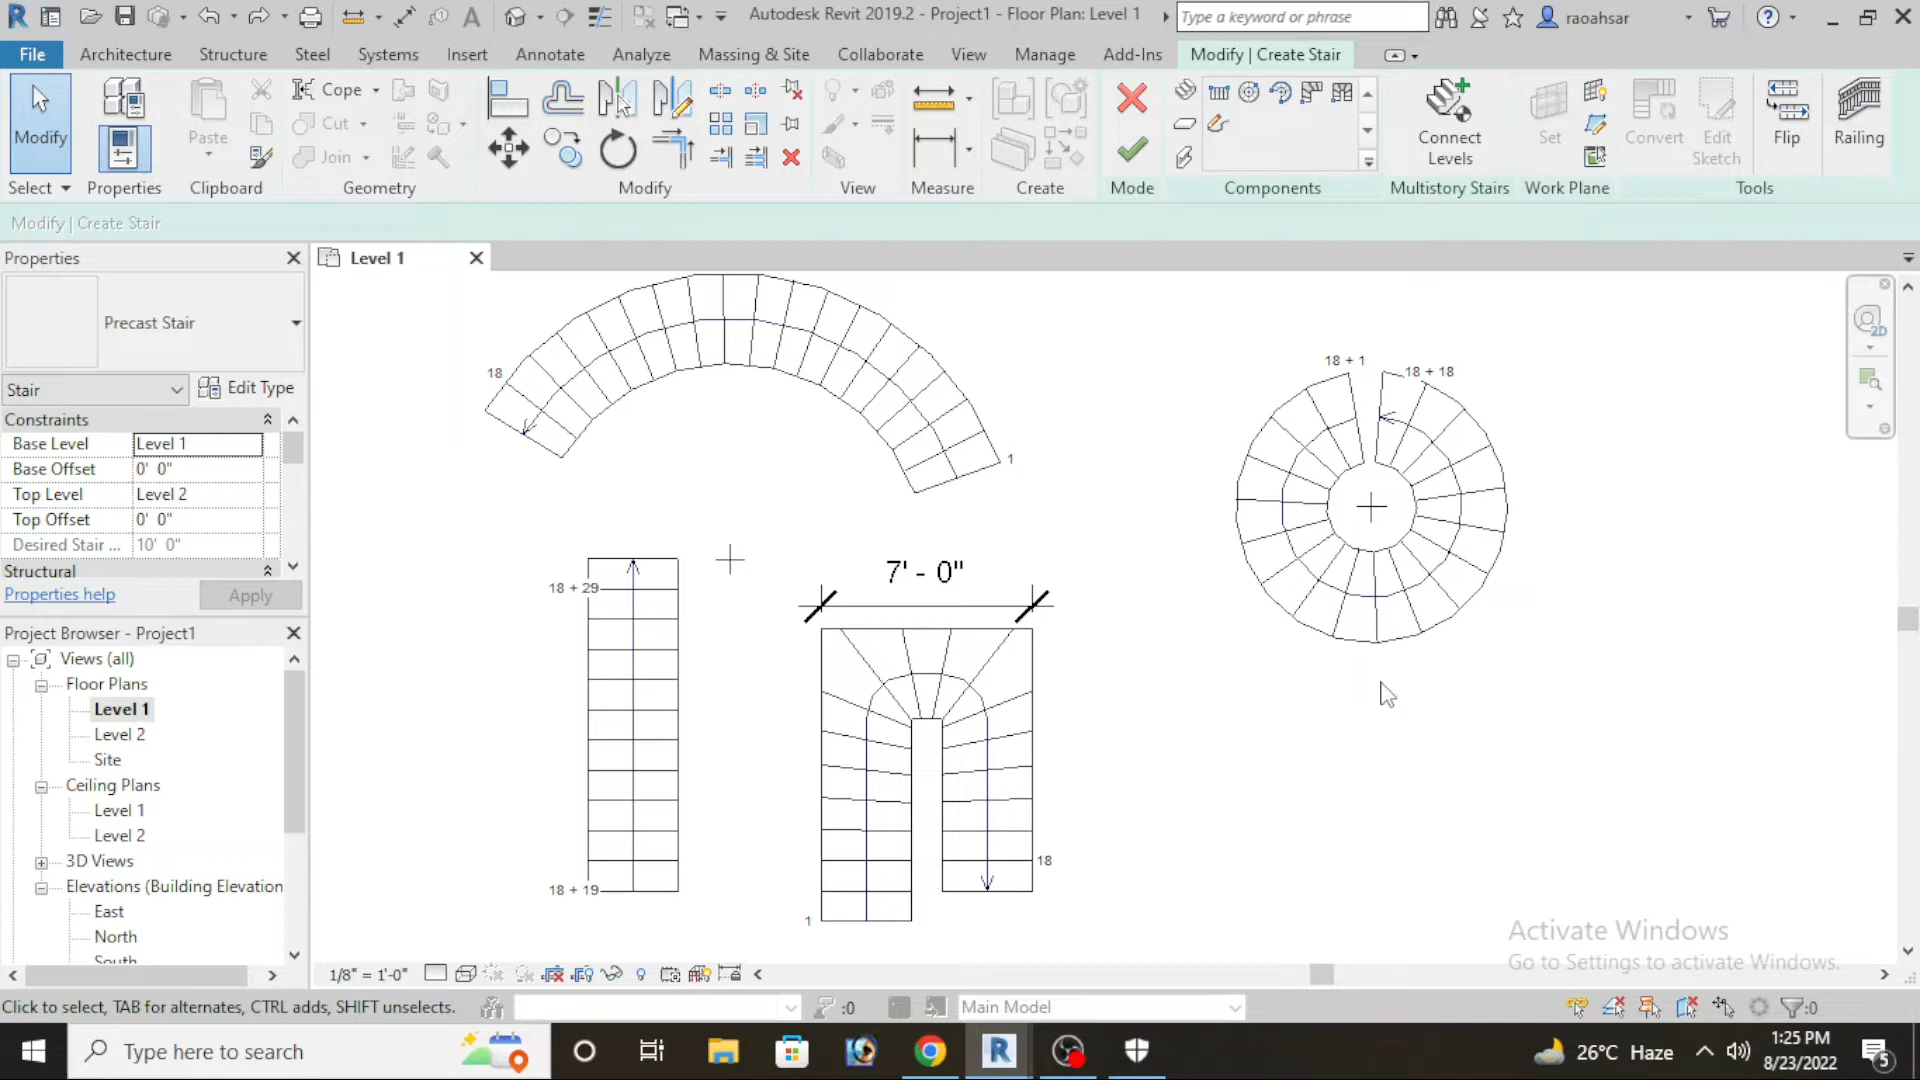 Autodesk Revit 2019.2 - Project1 - Floor Plan: Level 1
Type a keyword or phrase
raoahsar
File
Architecture
Structure
Steel
Systems
Insert
Annotate
Analyze
Massing & Site
Collaborate
View
Manage
Add-Ins
Modify | Create Stair
Modify
Paste
Cope
Cut
Join
Connect
Levels
Set
Convert
Edit
Sketch
Flip
Railing
Select
Properties
Clipboard
Geometry
Modify
View
Measure
Create
Mode
Components
Multistory Stairs
Work Plane
Tools
Modify | Create Stair
Properties
Precast Stair
Stair
Edit Type
Constraints
Base Level
Level 1
Base Offset
0' 0"
Top Level
Level 2
Top Offset
0' 0"
Desired Stair ...
10' 0"
Structural
Properties help
Apply
Project Browser - Project1
Views (all)
Floor Plans
Level 1
Level 2
Site
Ceiling Plans
Level 1
Level 2
3D Views
Elevations (Building Elevation
East
North
South
Level 1
18
1
18 + 1
18 + 18
2D
18 + 29
18 + 19
7' - 0"
1
18
Activate Windows
Go to Settings to activate Windows.
1/8" = 1'-0"
Click to select, TAB for alternates, CTRL adds, SHIFT unselects.
:0
Main Model
:0
Type here to search
26°C Haze
1:25 PM
8/23/2022
5